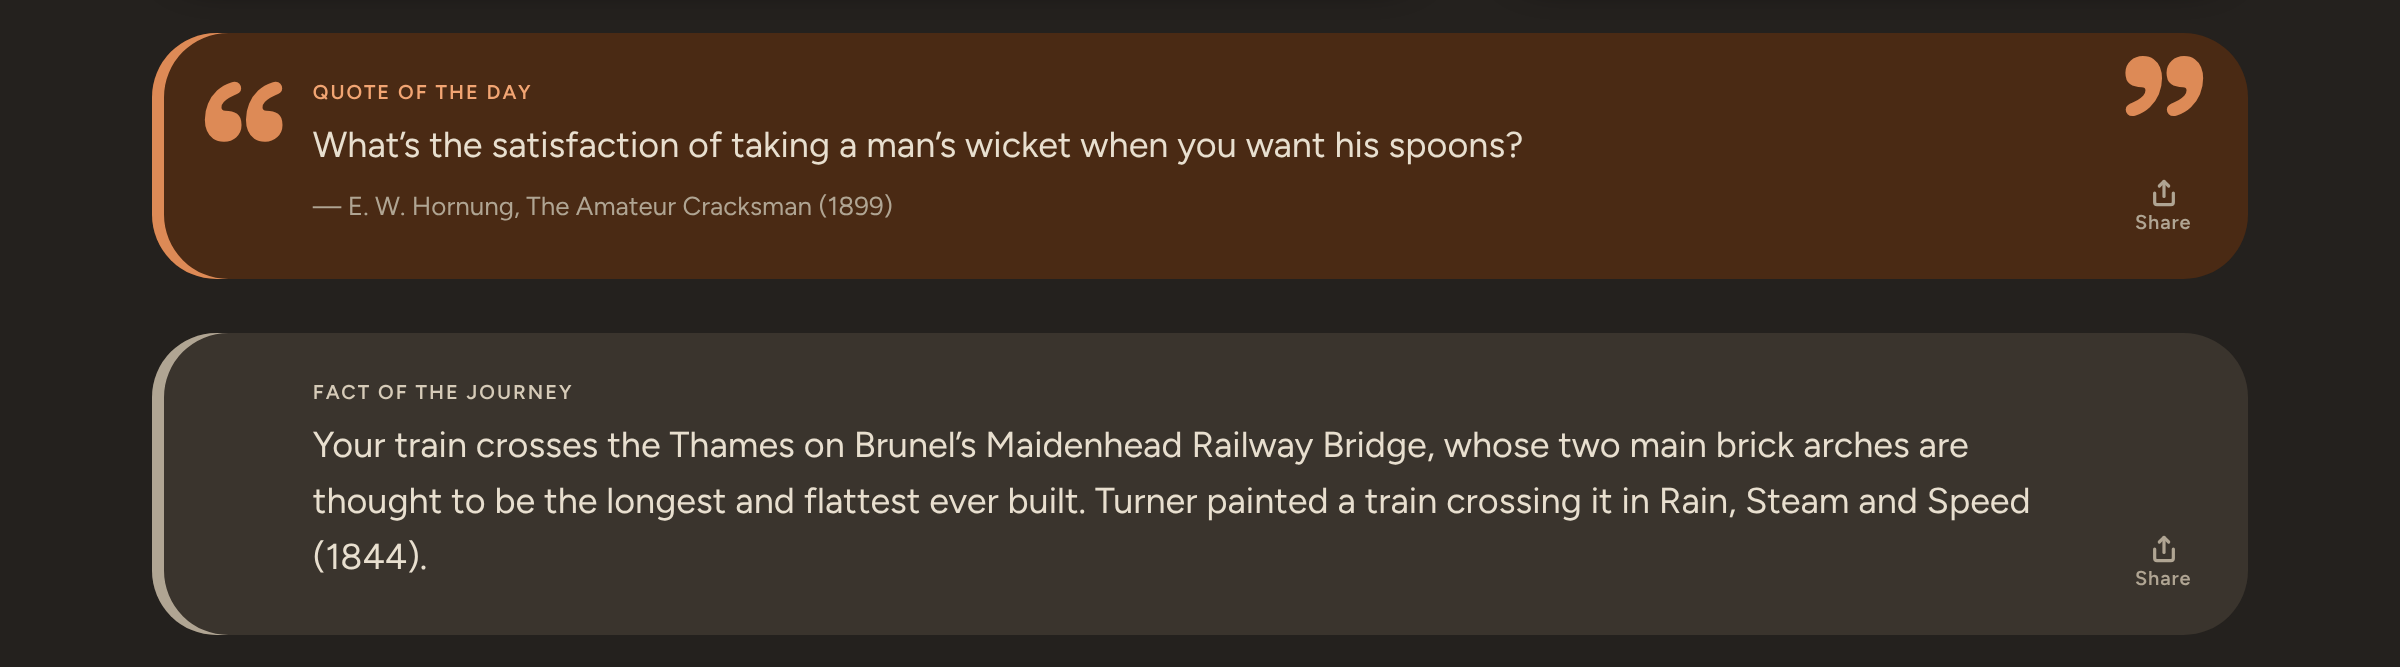 “
QUOTE OF THE DAY
What’s the satisfaction of taking a man’s wicket when you want his spoons?
— E. W. Hornung, The Amateur Cracksman (1899)
”
Share
FACT OF THE JOURNEY
Your train crosses the Thames on Brunel’s Maidenhead Railway Bridge, whose two main brick arches are
thought to be the longest and flattest ever built. Turner painted a train crossing it in Rain, Steam and Speed
(1844).
Share